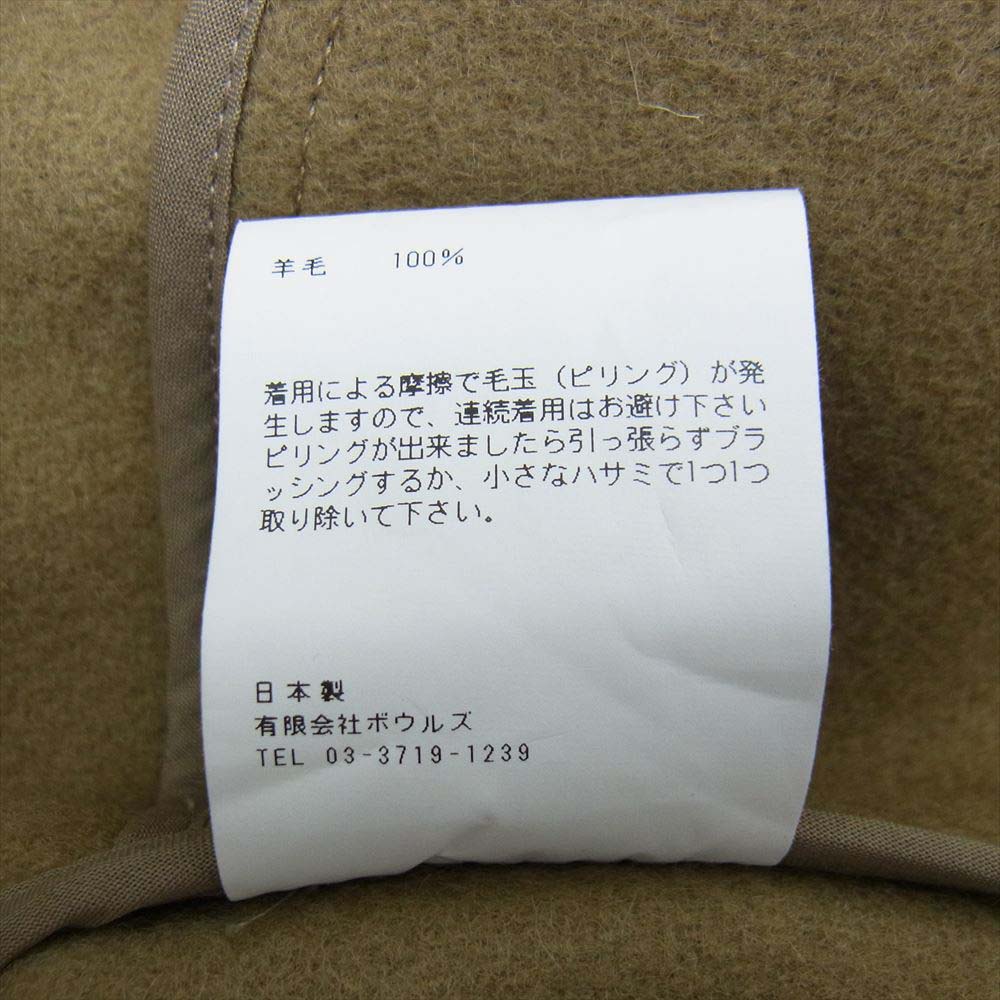 羊毛　　100%
着用による摩擦で毛玉（ピリング）が発
生しますので、連続着用はお避け下さい
ピリングが出来ましたら引っ張らずブラ
ッシングするか、小さなハサミで1つ1つ
取り除いて下さい。
日本製
有限会社ボウルズ
TEL 03-3719-1239